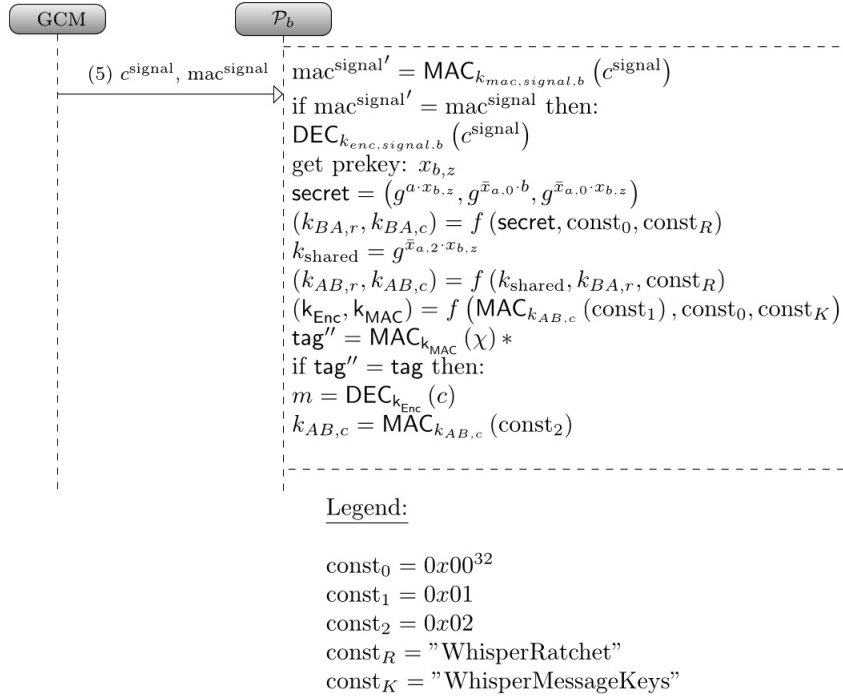 GCM
𝒫_b
(5) c^signal, mac^signal
mac^signal′ = MAC_{k_{mac,signal,b}} (c^signal)
if mac^signal′ = mac^signal then:
DEC_{k_{enc,signal,b}} (c^signal)
get prekey: x_{b,z}
secret = (g^{a·x_{b,z}}, g^{x̄_{a,0}·b}, g^{x̄_{a,0}·x_{b,z}})
(k_{BA,r}, k_{BA,c}) = f (secret, const_0, const_R)
k_shared = g^{x̄_{a,2}·x_{b,z}}
(k_{AB,r}, k_{AB,c}) = f (k_shared, k_{BA,r}, const_R)
(k_Enc, k_MAC) = f (MAC_{k_{AB,c}} (const_1), const_0, const_K)
tag″ = MAC_{k_MAC} (χ) *
if tag″ = tag then:
m = DEC_{k_Enc} (c)
k_{AB,c} = MAC_{k_{AB,c}} (const_2)
Legend:
const_0 = 0x00^32
const_1 = 0x01
const_2 = 0x02
const_R = ”WhisperRatchet”
const_K = ”WhisperMessageKeys”